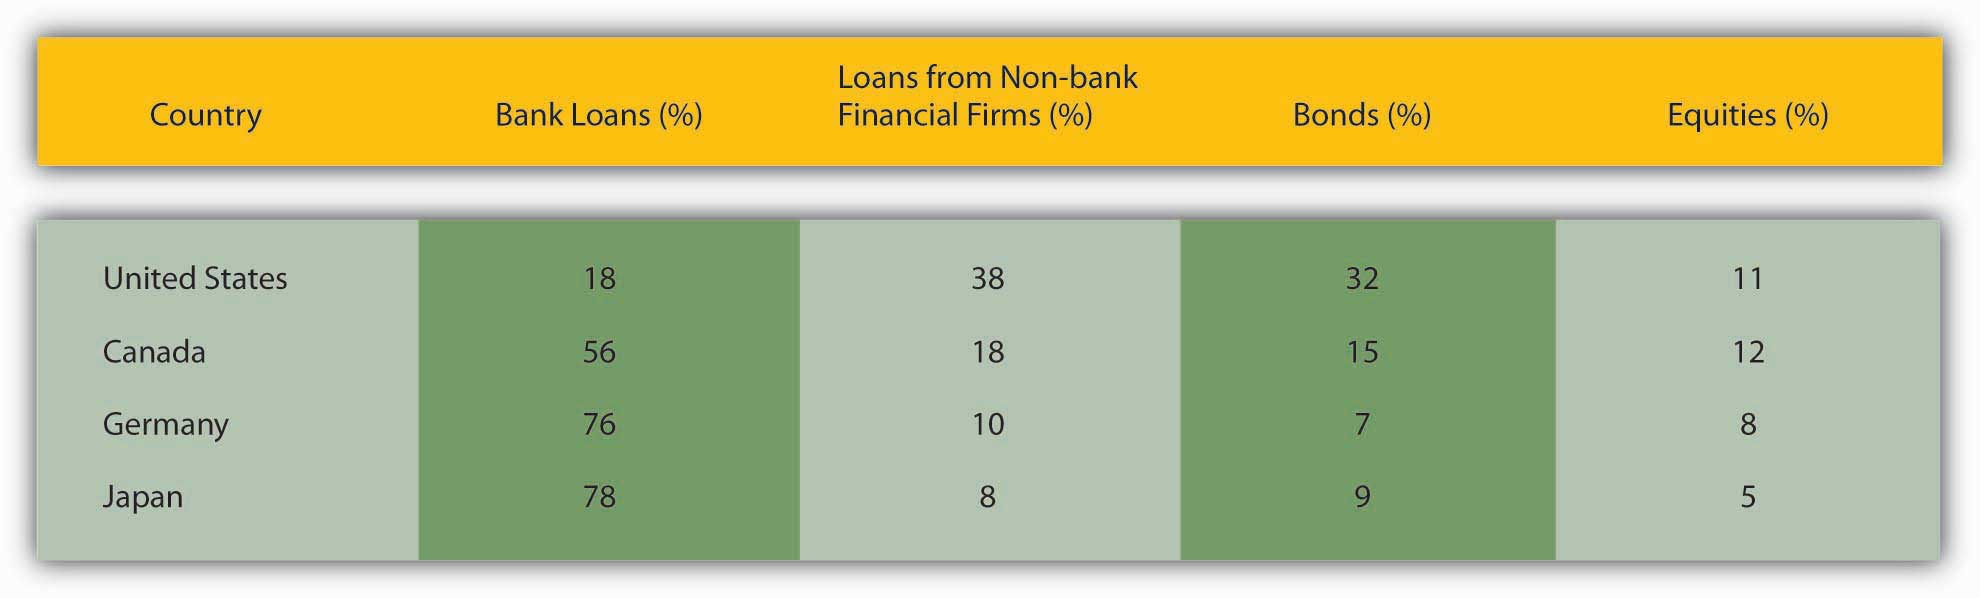 Country Bank Loans (%) Loans from Non-bank
Financial Firms (%) Bonds (%) Equities (%)
United States 18 38 32 11
Canada 56 18 15 12
Germany 76 10 7 8
Japan 78 8 9 5